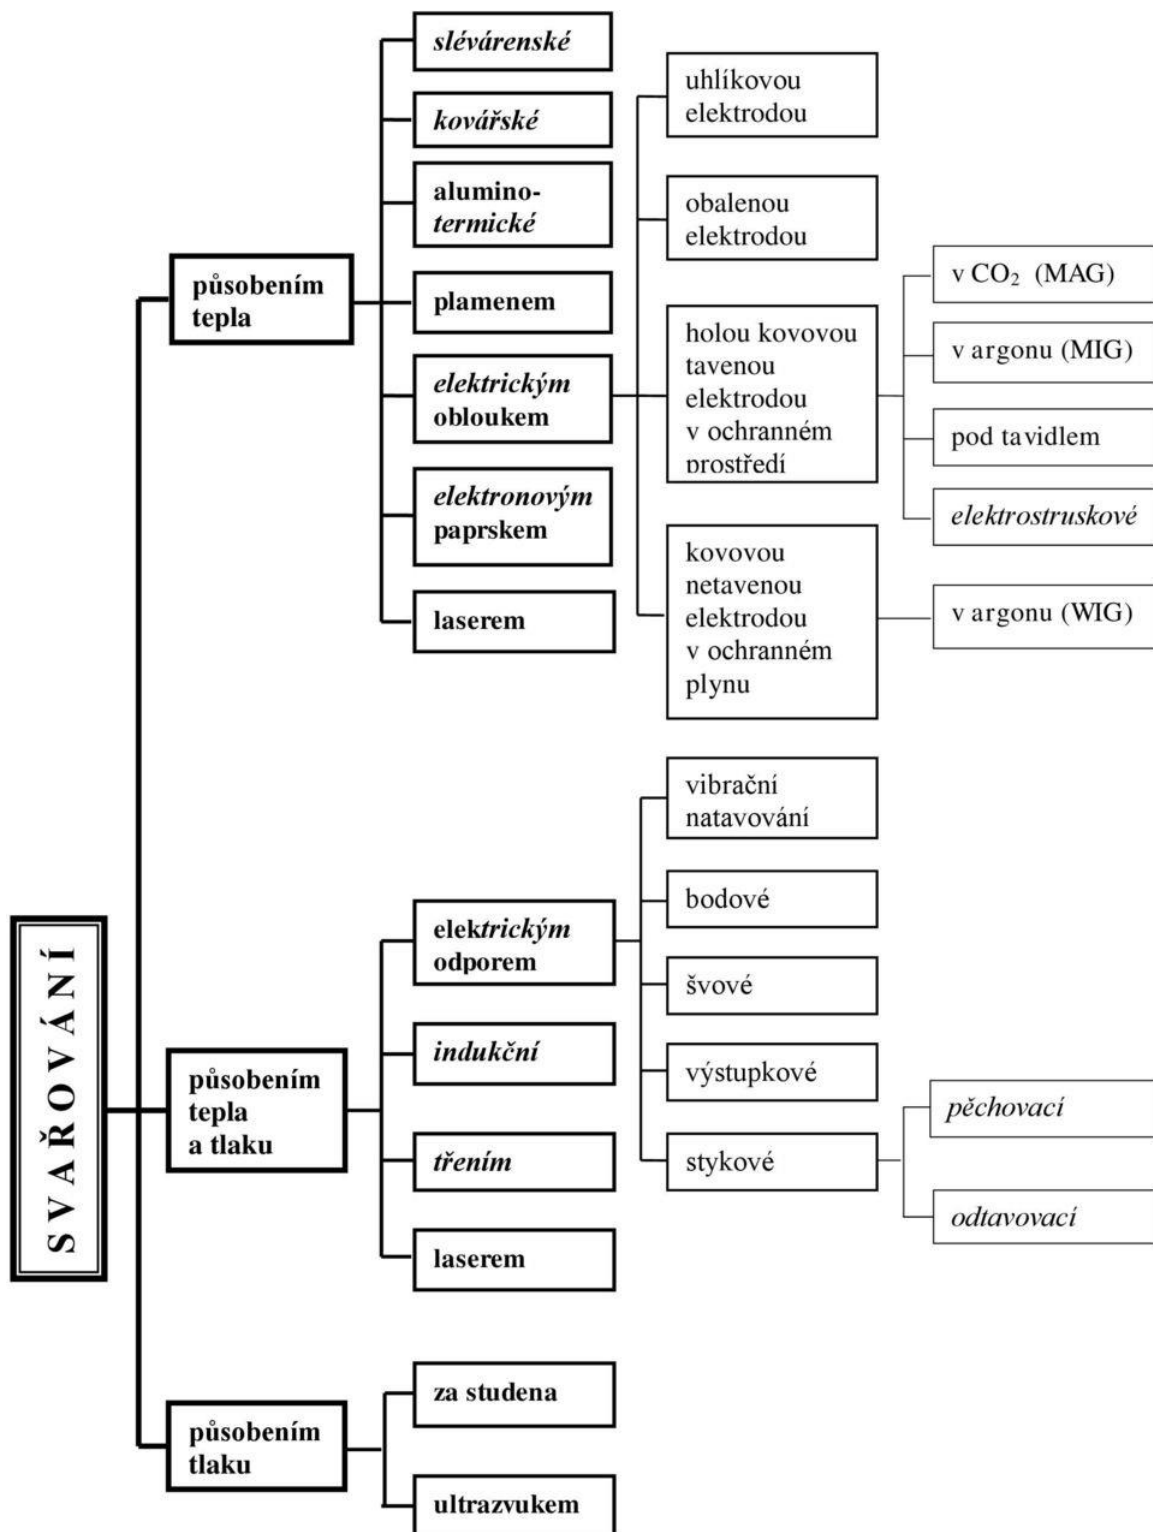 SVAŘOVÁNÍ
působením
tepla
slévárenské
kovářské
alumino-
termické
plamenem
elektrickým
obloukem
uhlíkovou
elektrodou
obalenou
elektrodou
holou kovovou
tavenou
elektrodou
v ochranném
prostředí
v CO₂ (MAG)
v argonu (MIG)
pod tavidlem
elektrostruskové
kovovou
netavenou
elektrodou
v ochranném
plynu
v argonu (WIG)
elektronovým
paprskem
laserem
působením
tepla
a tlaku
elektrickým
odporem
vibrační
natavování
bodové
švové
výstupkové
stykové
pěchovací
odtavovací
indukční
třením
laserem
působením
tlaku
za studena
ultrazvukem